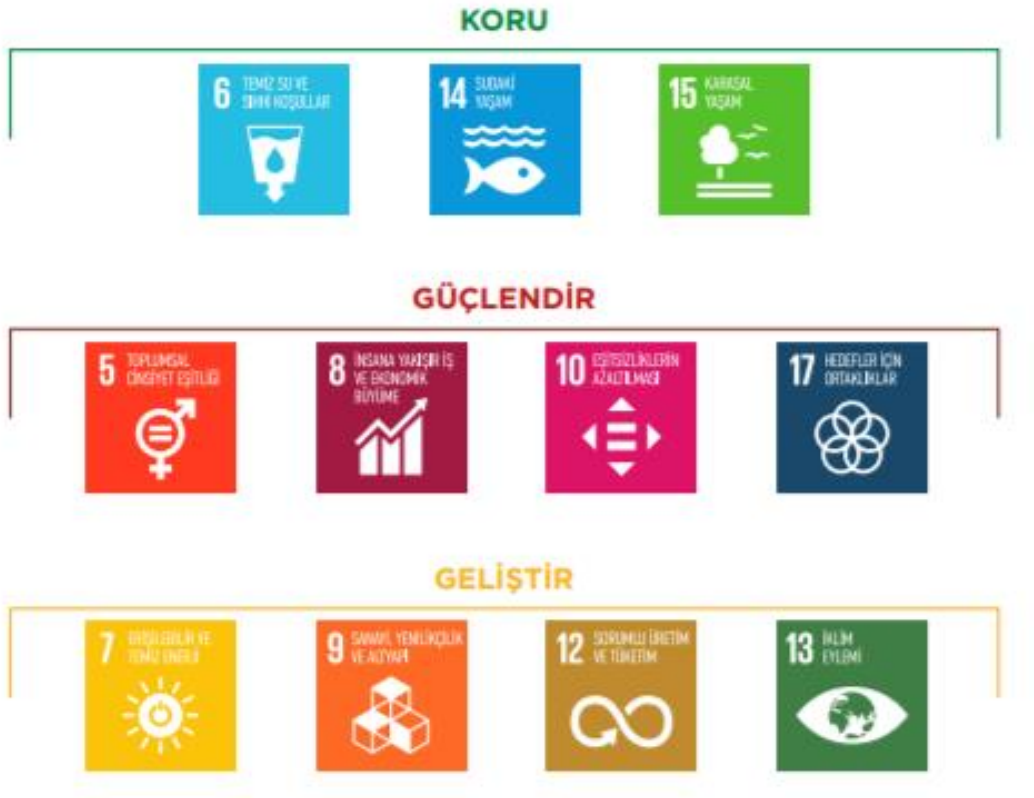 KORU
6 TEMİZ SU VE
SIHHİ KOŞULLAR
14 SUDAKİ
YAŞAM
15 KARASAL
YAŞAM
GÜÇLENDİR
5 TOPLUMSAL
CİNSİYET EŞİTLİĞİ
8 İNSANA YAKIŞIR İŞ
VE EKONOMİK
BÜYÜME
10 EŞİTSİZLİKLERİN
AZALTILMASI
17 HEDEFLER İÇİN
ORTAKLIKLAR
GELİŞTİR
7 ERİŞİLEBİLİR VE
TEMİZ ENERJİ
9 SANAYİ, YENİLİKÇİLİK
VE ALTYAPI
12 SORUMLU ÜRETİM
VE TÜKETİM
13 İKLİM
EYLEMİ